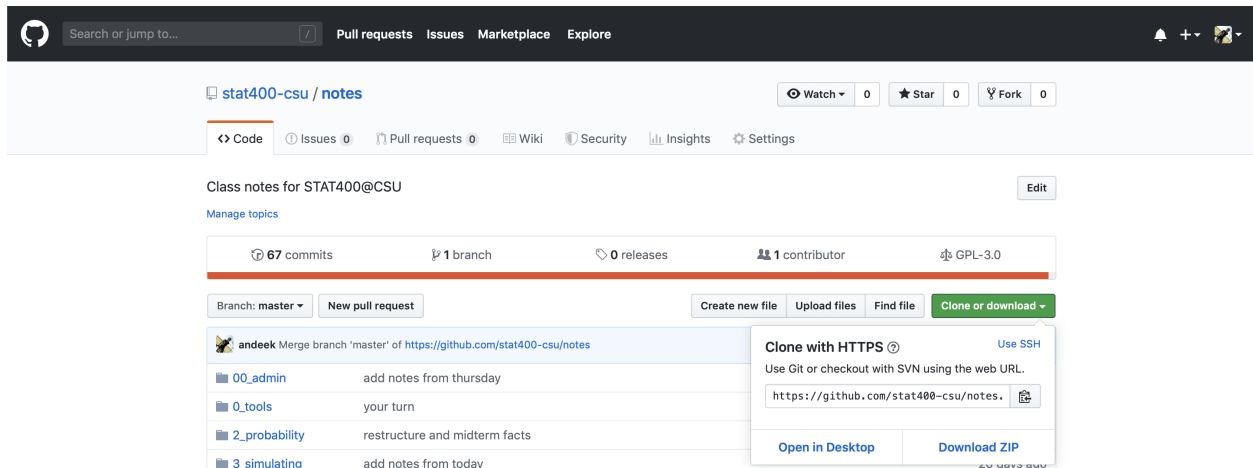 Search or jump to... / Pull requests Issues Marketplace Explore
stat400-csu / notes Watch 0 Star 0 Fork 0
Code Issues 0 Pull requests 0 Wiki Security Insights Settings
Class notes for STAT400@CSU Edit
Manage topics
67 commits 1 branch 0 releases 1 contributor GPL-3.0
Branch: master New pull request Create new file Upload files Find file Clone or download
andeek Merge branch 'master' of https://github.com/stat400-csu/notes
Clone with HTTPS ? Use SSH
Use Git or checkout with SVN using the web URL.
https://github.com/stat400-csu/notes.
Open in Desktop Download ZIP
00_admin add notes from thursday
0_tools your turn
2_probability restructure and midterm facts
3_simulating add notes from today 20 days ago